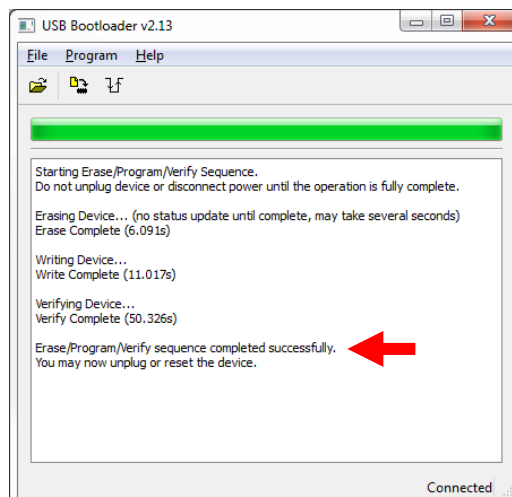 USB Bootloader v2.13
File Program Help
Starting Erase/Program/Verify Sequence.
Do not unplug device or disconnect power until the operation is fully complete.
Erasing Device... (no status update until complete, may take several seconds)
Erase Complete (6.091s)
Writing Device...
Write Complete (11.017s)
Verifying Device...
Verify Complete (50.326s)
Erase/Program/Verify sequence completed successfully.
You may now unplug or reset the device.
Connected